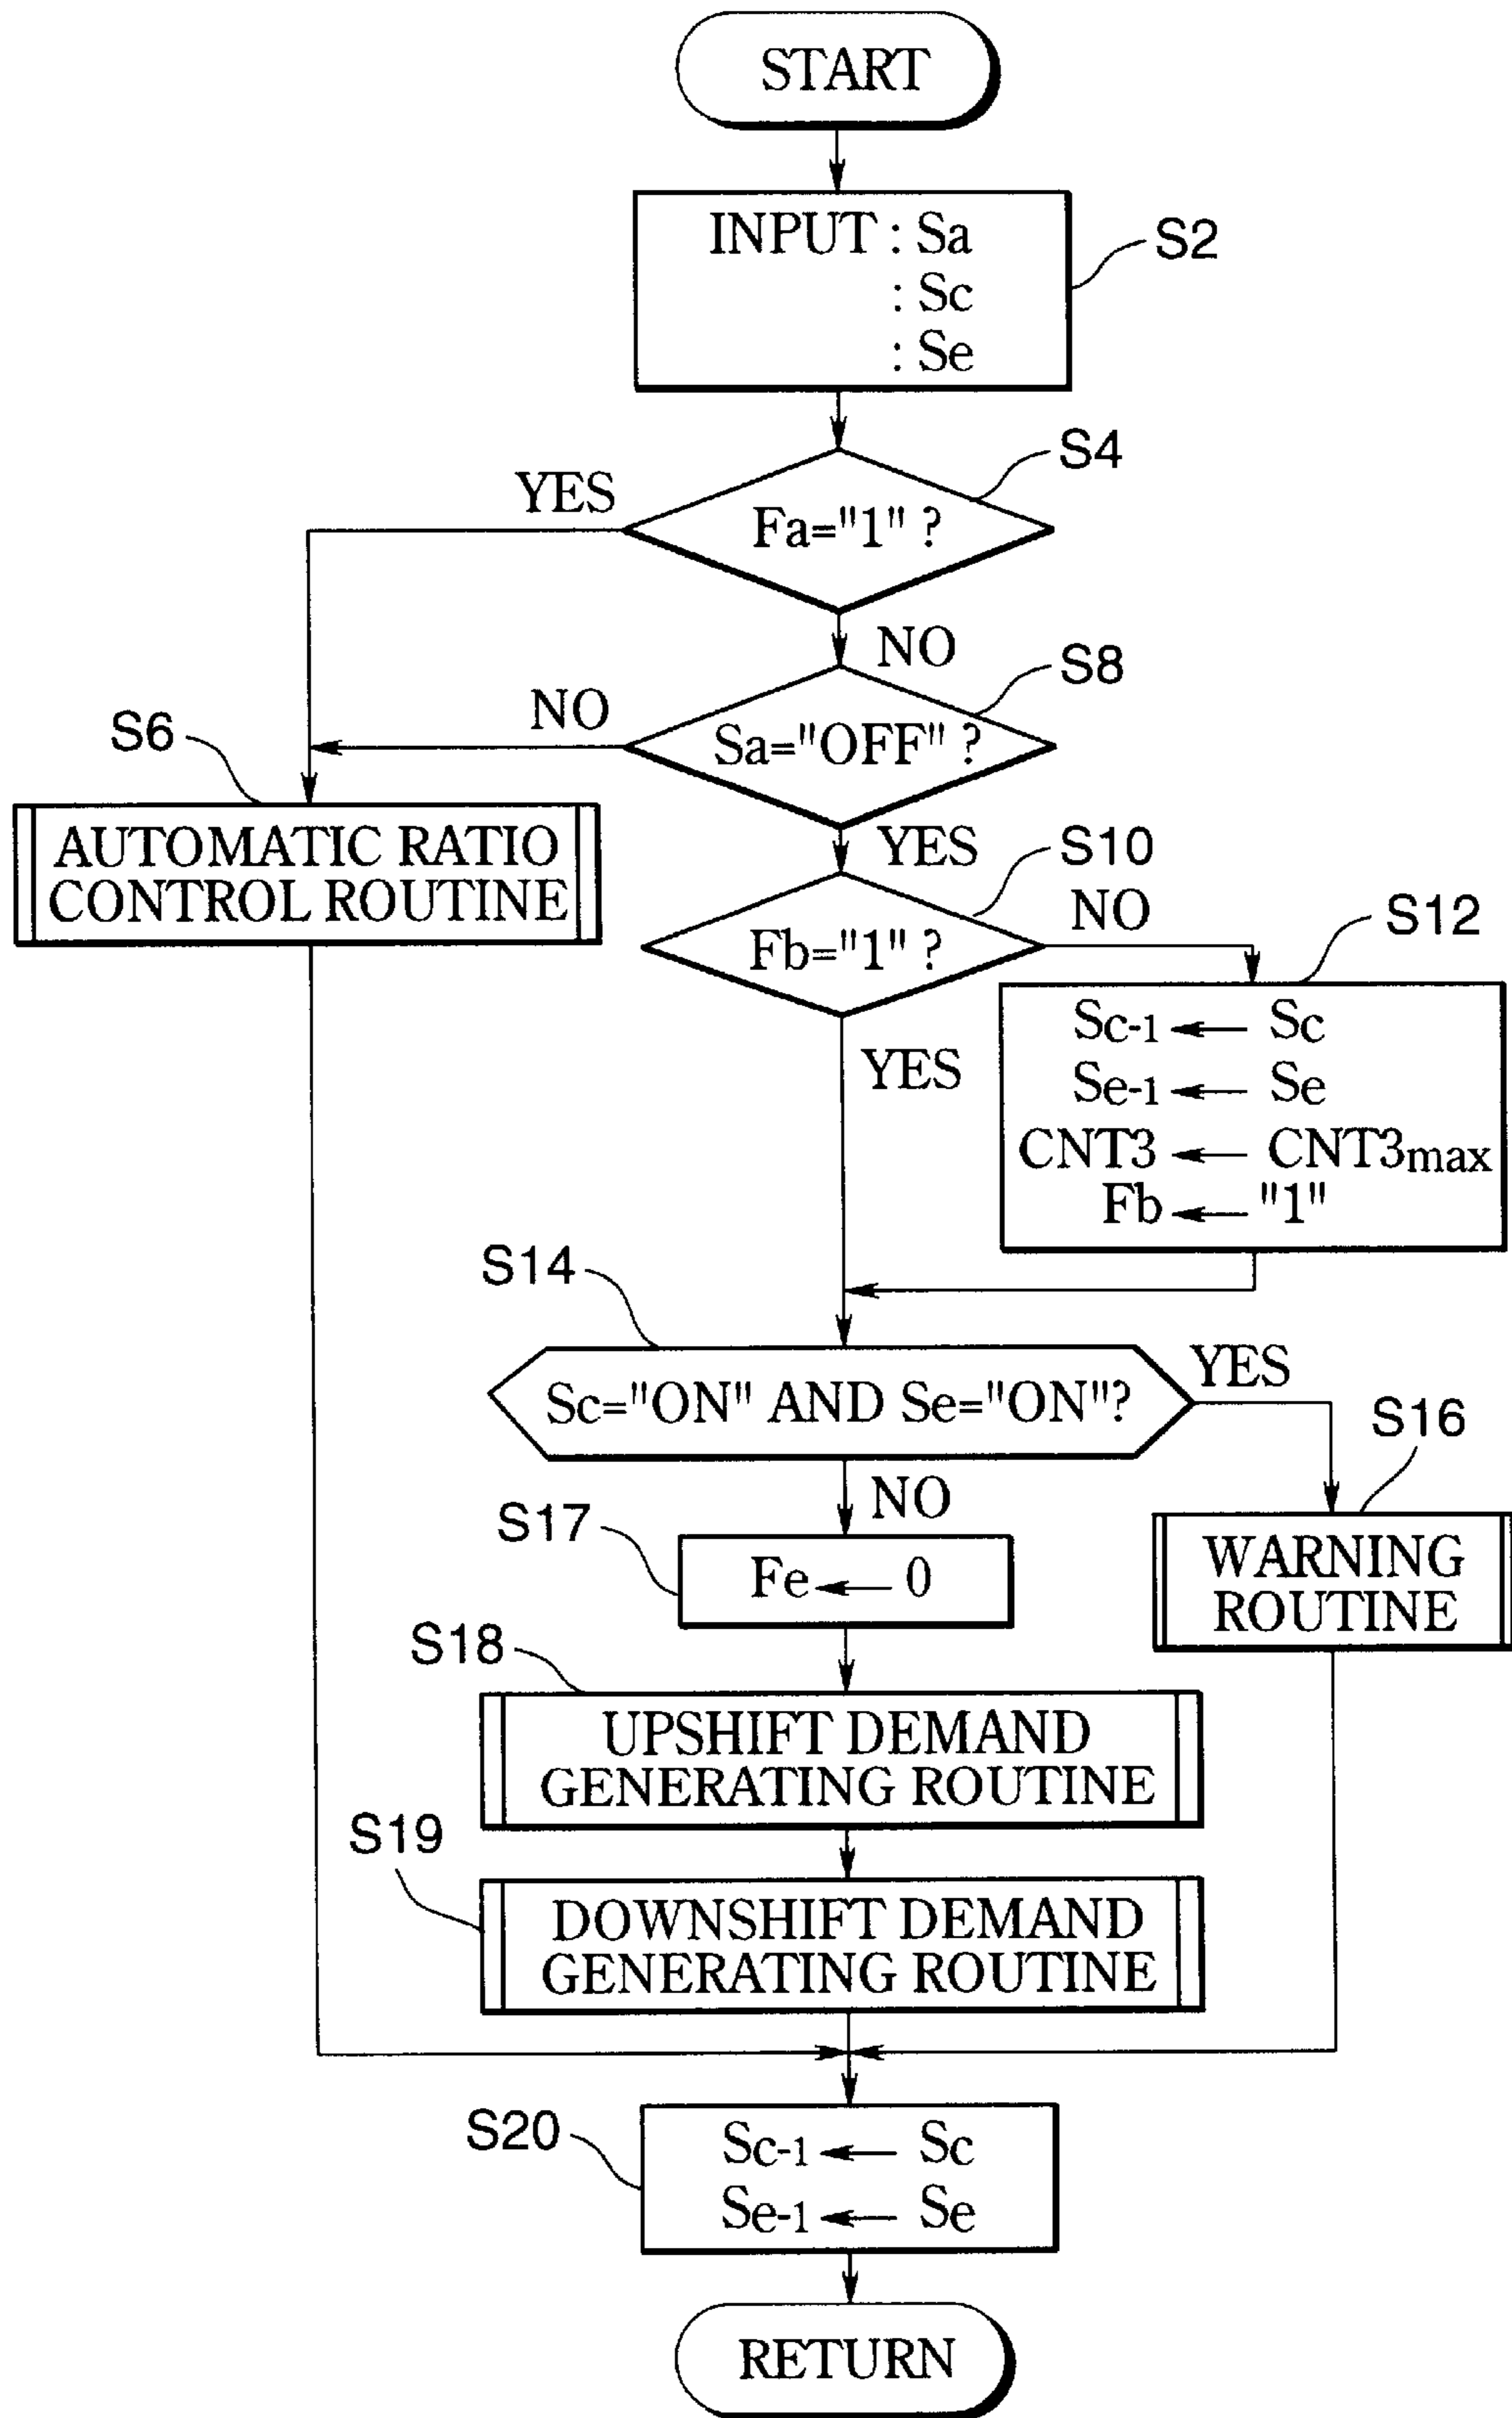 START
INPUT : Sa
: Sc
: Se
S2
S4
YES
Fa="1" ?
NO
S8
NO
Sa="OFF" ?
S6
YES
AUTOMATIC RATIO
CONTROL ROUTINE
S10
NO
Fb="1" ?
S12
Sc-1 ← Sc
Se-1 ← Se
CNT3 ← CNT3max
Fb ← "1"
YES
S14
YES
Sc="ON" AND Se="ON"?
S16
NO
S17
Fe ← 0
WARNING
ROUTINE
S18
UPSHIFT DEMAND
GENERATING ROUTINE
S19
DOWNSHIFT DEMAND
GENERATING ROUTINE
S20
Sc-1 ← Sc
Se-1 ← Se
RETURN